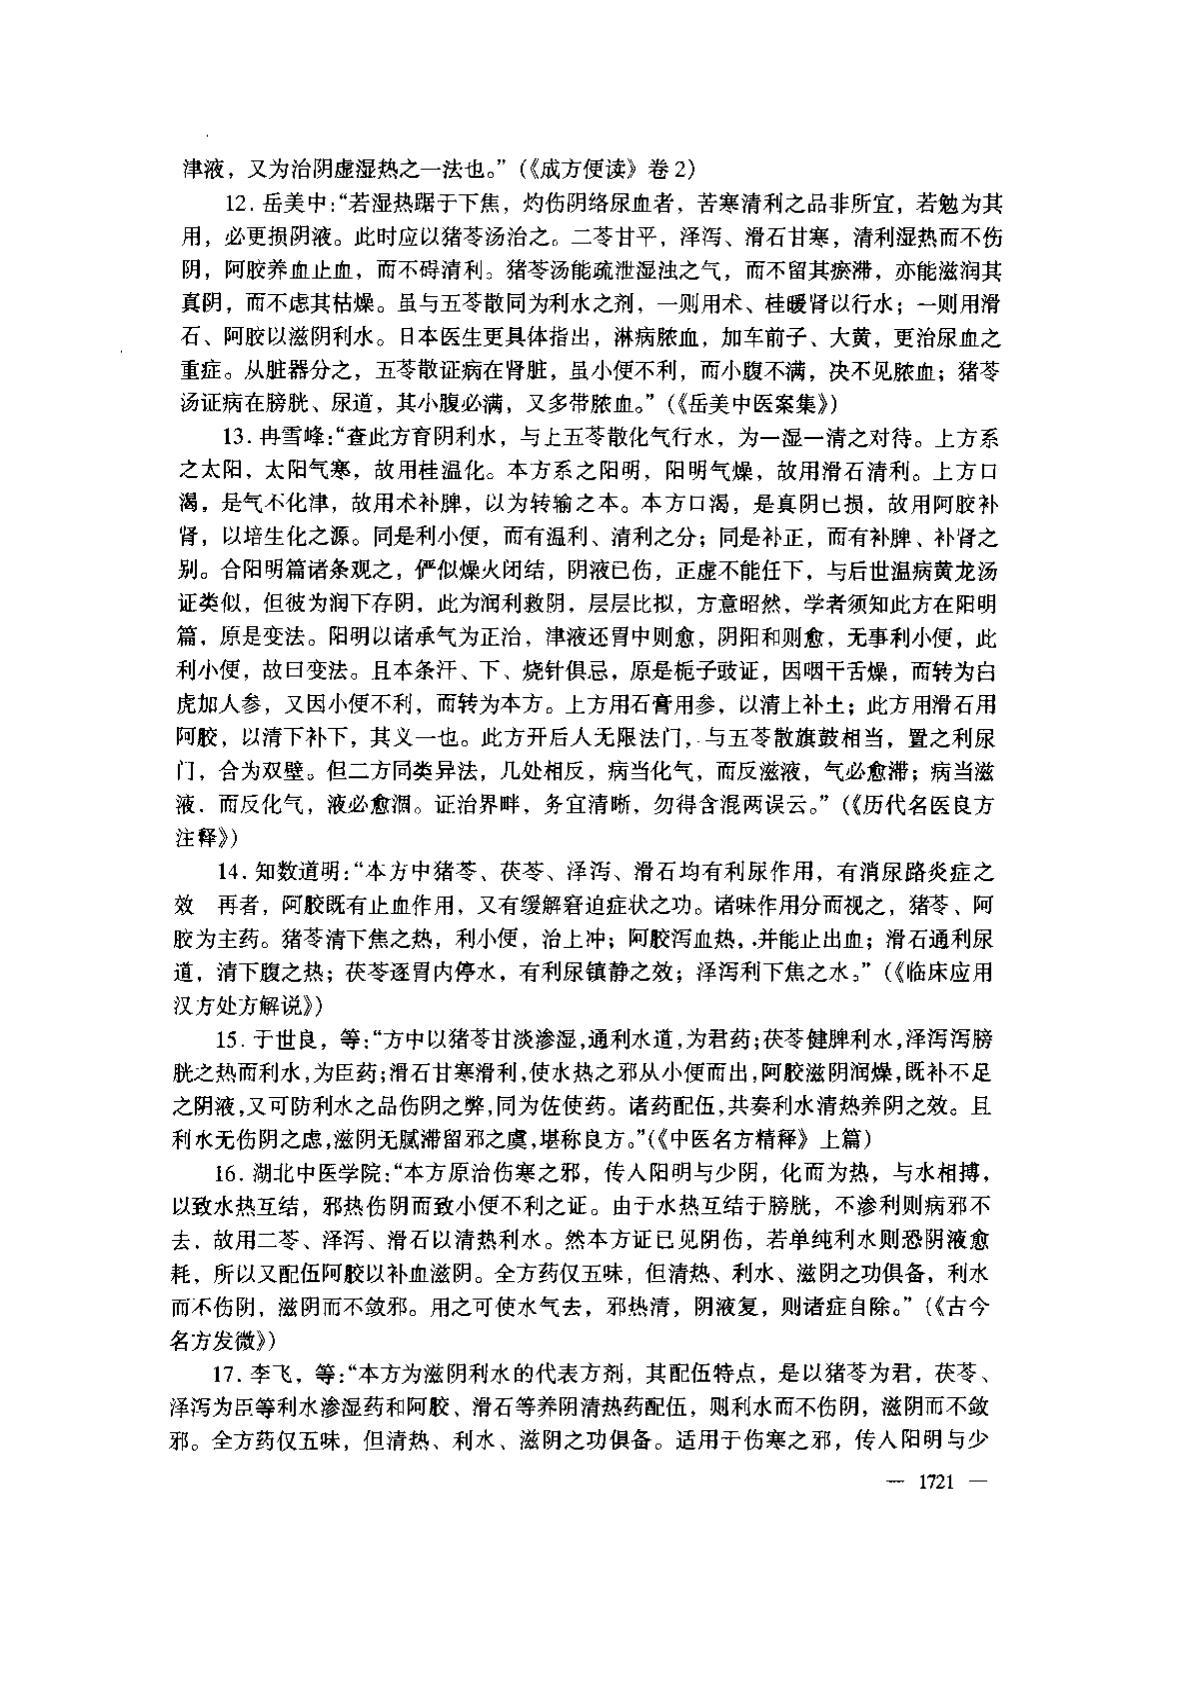 津液，又为治阴虚湿热之一法也。”（《成方便读》卷2）
12. 岳美中：“若湿热踞于下焦，灼伤阴络尿血者，苦寒清利之品非所宜，若勉为其
用，必更损阴液。此时应以猪苓汤治之。二苓甘平，泽泻、滑石甘寒，清利湿热而不伤
阴，阿胶养血止血，而不碍清利。猪苓汤能疏泄湿浊之气，而不留其瘀滞，亦能滋润其
真阴，而不虑其枯燥。虽与五苓散同为利水之剂，一则用术、桂暖肾以行水；一则用滑
石、阿胶以滋阴利水。日本医生更具体指出，淋病脓血，加车前子、大黄，更治尿血之
重症。从脏器分之，五苓散证病在肾脏，虽小便不利，而小腹不满，决不见脓血；猪苓
汤证病在膀胱、尿道，其小腹必满，又多带脓血。”（《岳美中医案集》）
13. 冉雪峰：“查此方育阴利水，与上五苓散化气行水，为一湿一清之对待。上方系
之太阳，太阳气寒，故用桂温化。本方系之阳明，阳明气燥，故用滑石清利。上方口
渴，是气不化津，故用术补脾，以为转输之本。本方口渴，是真阴已损，故用阿胶补
肾，以培生化之源。同是利小便，而有温利、清利之分；同是补正，而有补脾、补肾之
别。合阳明篇诸条观之，俨似燥火闭结，阴液已伤，正虚不能任下，与后世温病黄龙汤
证类似，但彼为润下存阴，此为润利救阴，层层比拟，方意昭然，学者须知此方在阳明
篇，原是变法。阳明以诸承气为正治，津液还胃中则愈，阴阳和则愈，无事利小便，此
利小便，故曰变法。且本条汗、下、烧针俱忌，原是栀子豉证，因咽干舌燥，而转为白
虎加人参，又因小便不利，而转为本方。上方用石膏用参，以清上补土；此方用滑石用
阿胶，以清下补下，其义一也。此方开后人无限法门，与五苓散旗鼓相当，置之利尿
门，合为双壁。但二方同类异法，几处相反，病当化气，而反滋液，气必愈滞；病当滋
液．而反化气，液必愈涸。证治界畔，务宜清晰，勿得含混两误云。”（《历代名医良方
注释》）
14. 知数道明：“本方中猪苓、茯苓、泽泻、滑石均有利尿作用，有消尿路炎症之
效　再者，阿胶既有止血作用，又有缓解窘迫症状之功。诸味作用分而视之，猪苓、阿
胶为主药。猪苓清下焦之热，利小便，治上冲；阿胶泻血热，并能止出血；滑石通利尿
道，清下腹之热；茯苓逐胃内停水，有利尿镇静之效；泽泻利下焦之水。”（《临床应用
汉方处方解说》）
15. 于世良，等：“方中以猪苓甘淡渗湿，通利水道，为君药；茯苓健脾利水，泽泻泻膀
胱之热而利水，为臣药；滑石甘寒滑利，使水热之邪从小便而出，阿胶滋阴润燥，既补不足
之阴液，又可防利水之品伤阴之弊，同为佐使药。诸药配伍，共奏利水清热养阴之效。且
利水无伤阴之虑，滋阴无腻滞留邪之虞，堪称良方。”（《中医名方精释》上篇）
16. 湖北中医学院：“本方原治伤寒之邪，传人阳明与少阴，化而为热，与水相搏，
以致水热互结，邪热伤阴而致小便不利之证。由于水热互结于膀胱，不渗利则病邪不
去．故用二苓、泽泻、滑石以清热利水。然本方证已见阴伤，若单纯利水则恐阴液愈
耗，所以又配伍阿胶以补血滋阴。全方药仅五味，但清热、利水、滋阴之功俱备，利水
而不伤阴，滋阴而不敛邪。用之可使水气去，邪热清，阴液复，则诸症自除。”（《古今
名方发微》）
17. 李飞，等：“本方为滋阴利水的代表方剂，其配伍特点，是以猪苓为君，茯苓、
泽泻为臣等利水渗湿药和阿胶、滑石等养阴清热药配伍，则利水而不伤阴，滋阴而不敛
邪。全方药仅五味，但清热、利水、滋阴之功俱备。适用于伤寒之邪，传人阳明与少
— 1721 —